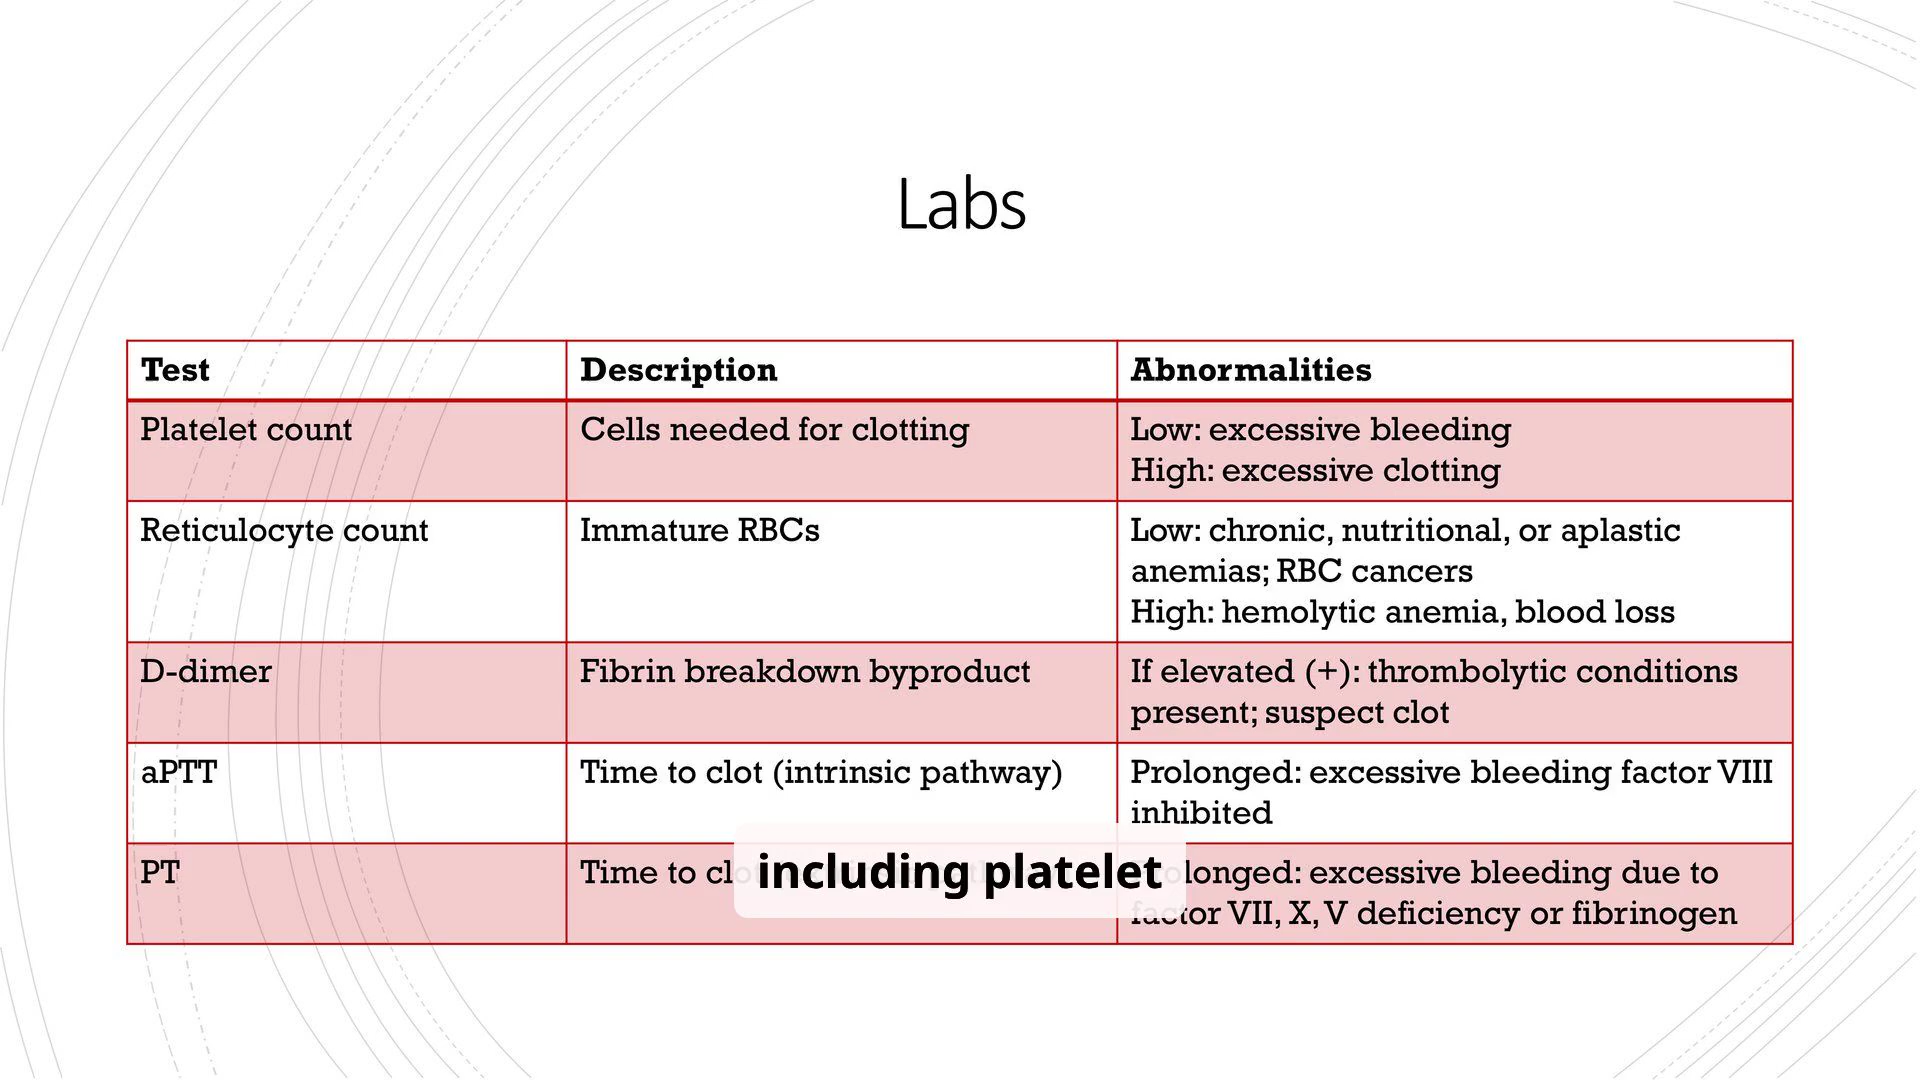 Labs
Test Description Abnormalities
Platelet count Cells needed for clotting Low: excessive bleeding
High: excessive clotting
Reticulocyte count Immature RBCs Low: chronic, nutritional, or aplastic
anemias; RBC cancers
High: hemolytic anemia, blood loss
D-dimer Fibrin breakdown byproduct If elevated (+): thrombolytic conditions
present; suspect clot
aPTT Time to clot (intrinsic pathway) Prolonged: excessive bleeding factor VIII
inhibited
PT Time to Prolonged: excessive bleeding due to
factor VII, X, V deficiency or fibrinogen
including platelet